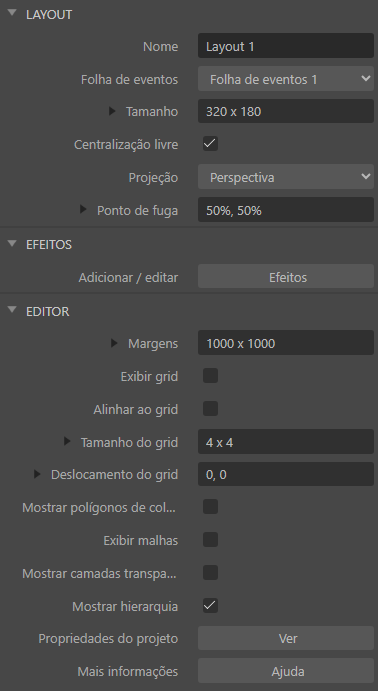 LAYOUT
Nome Layout 1
Folha de eventos Folha de eventos 1
Tamanho 320 x 180
Centralização livre
Projeção Perspectiva
Ponto de fuga 50%, 50%
EFEITOS
Adicionar / editar Efeitos
EDITOR
Margens 1000 x 1000
Exibir grid
Alinhar ao grid
Tamanho do grid 4 x 4
Deslocamento do grid 0, 0
Mostrar polígonos de col...
Exibir malhas
Mostrar camadas transpa...
Mostrar hierarquia
Propriedades do projeto Ver
Mais informações Ajuda